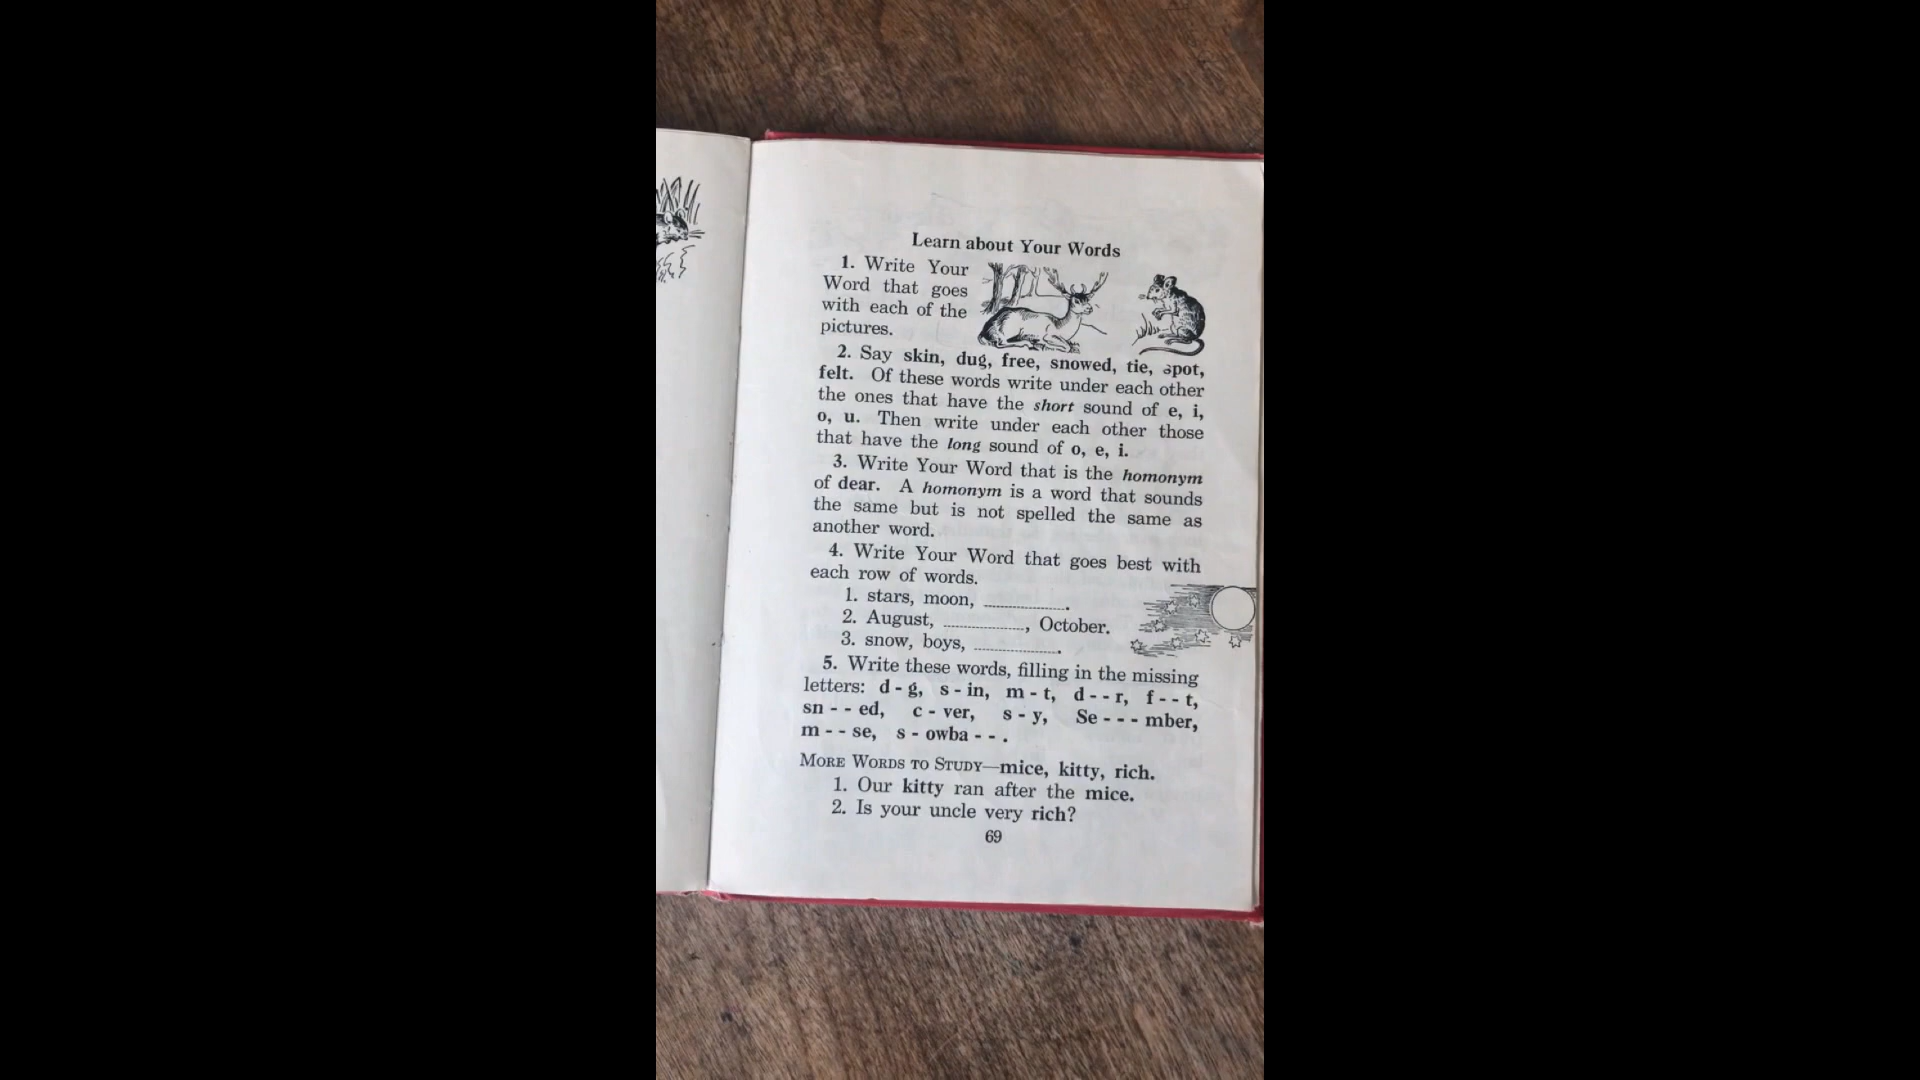 Learn about Your Words
1. Write Your
Word that goes
with each of the
pictures.
2. Say skin, dug, free, snowed, tie, spot,
felt. Of these words write under each other
the ones that have the short sound of e, i,
o, u. Then write under each other those
that have the long sound of o, e, i.
3. Write Your Word that is the homonym
of dear. A homonym is a word that sounds
the same but is not spelled the same as
another word.
4. Write Your Word that goes best with
each row of words.
1. stars, moon, ............
2. August, ............, October.
3. snow, boys, ............
5. Write these words, filling in the missing
letters: d - g, s - in, m - t, d - - r, f - - t,
sn - - ed, c - ver, s - y, Se - - - mber,
m - - se, s - owba - - .
MORE WORDS TO STUDY—mice, kitty, rich.
1. Our kitty ran after the mice.
2. Is your uncle very rich?
69